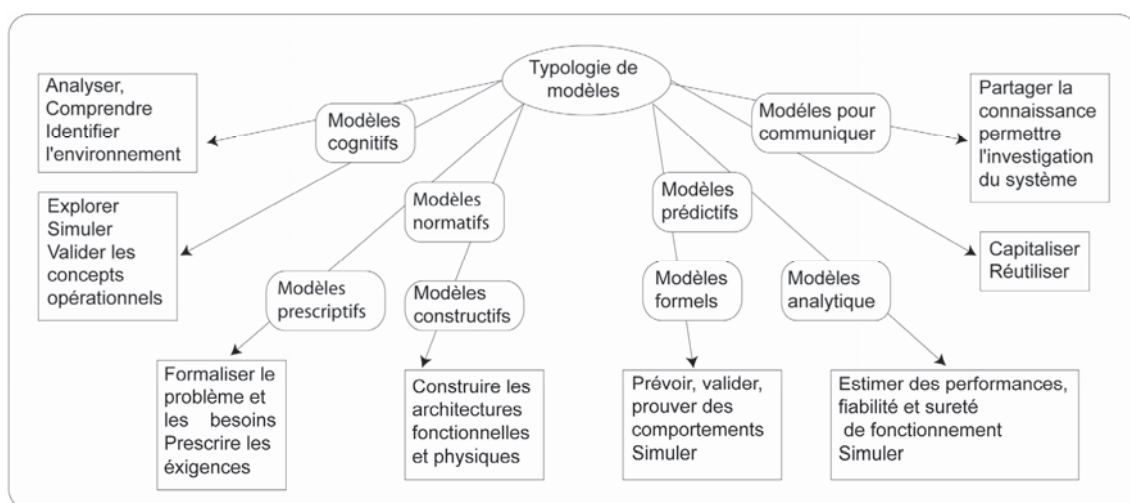 Typologie de
modèles
Analyser,
Comprendre
Identifier
l'environnement
Modèles
cognitifs
Modéles pour
communiquer
Partager la
connaissance
permettre
l'investigation
du système
Explorer
Simuler
Valider les
concepts
opérationnels
Modèles
normatifs
Modèles
prédictifs
Capitaliser
Réutiliser
Modèles
prescriptifs
Modèles
constructifs
Modèles
formels
Modèles
analytique
Formaliser le
problème et
les besoins
Prescrire les
éxigences
Construire les
architectures
fonctionnelles
et physiques
Prévoir, valider,
prouver des
comportements
Simuler
Estimer des performances,
fiabilité et sureté
de fonctionnement
Simuler